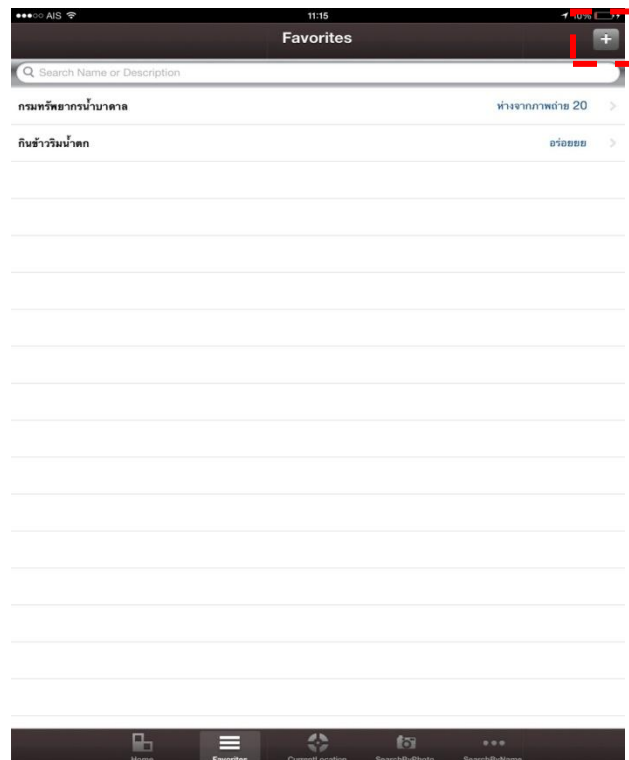 AIS 11:15 10%
Favorites
+
Search Name or Description
กรมทรัพยากรน้ำบาดาล ห่างจากภาพถ่าย 20
กินข้าวริมน้ำตก อร่อยยย
Home Favorites CurrentLocation SearchByPhoto SearchByName